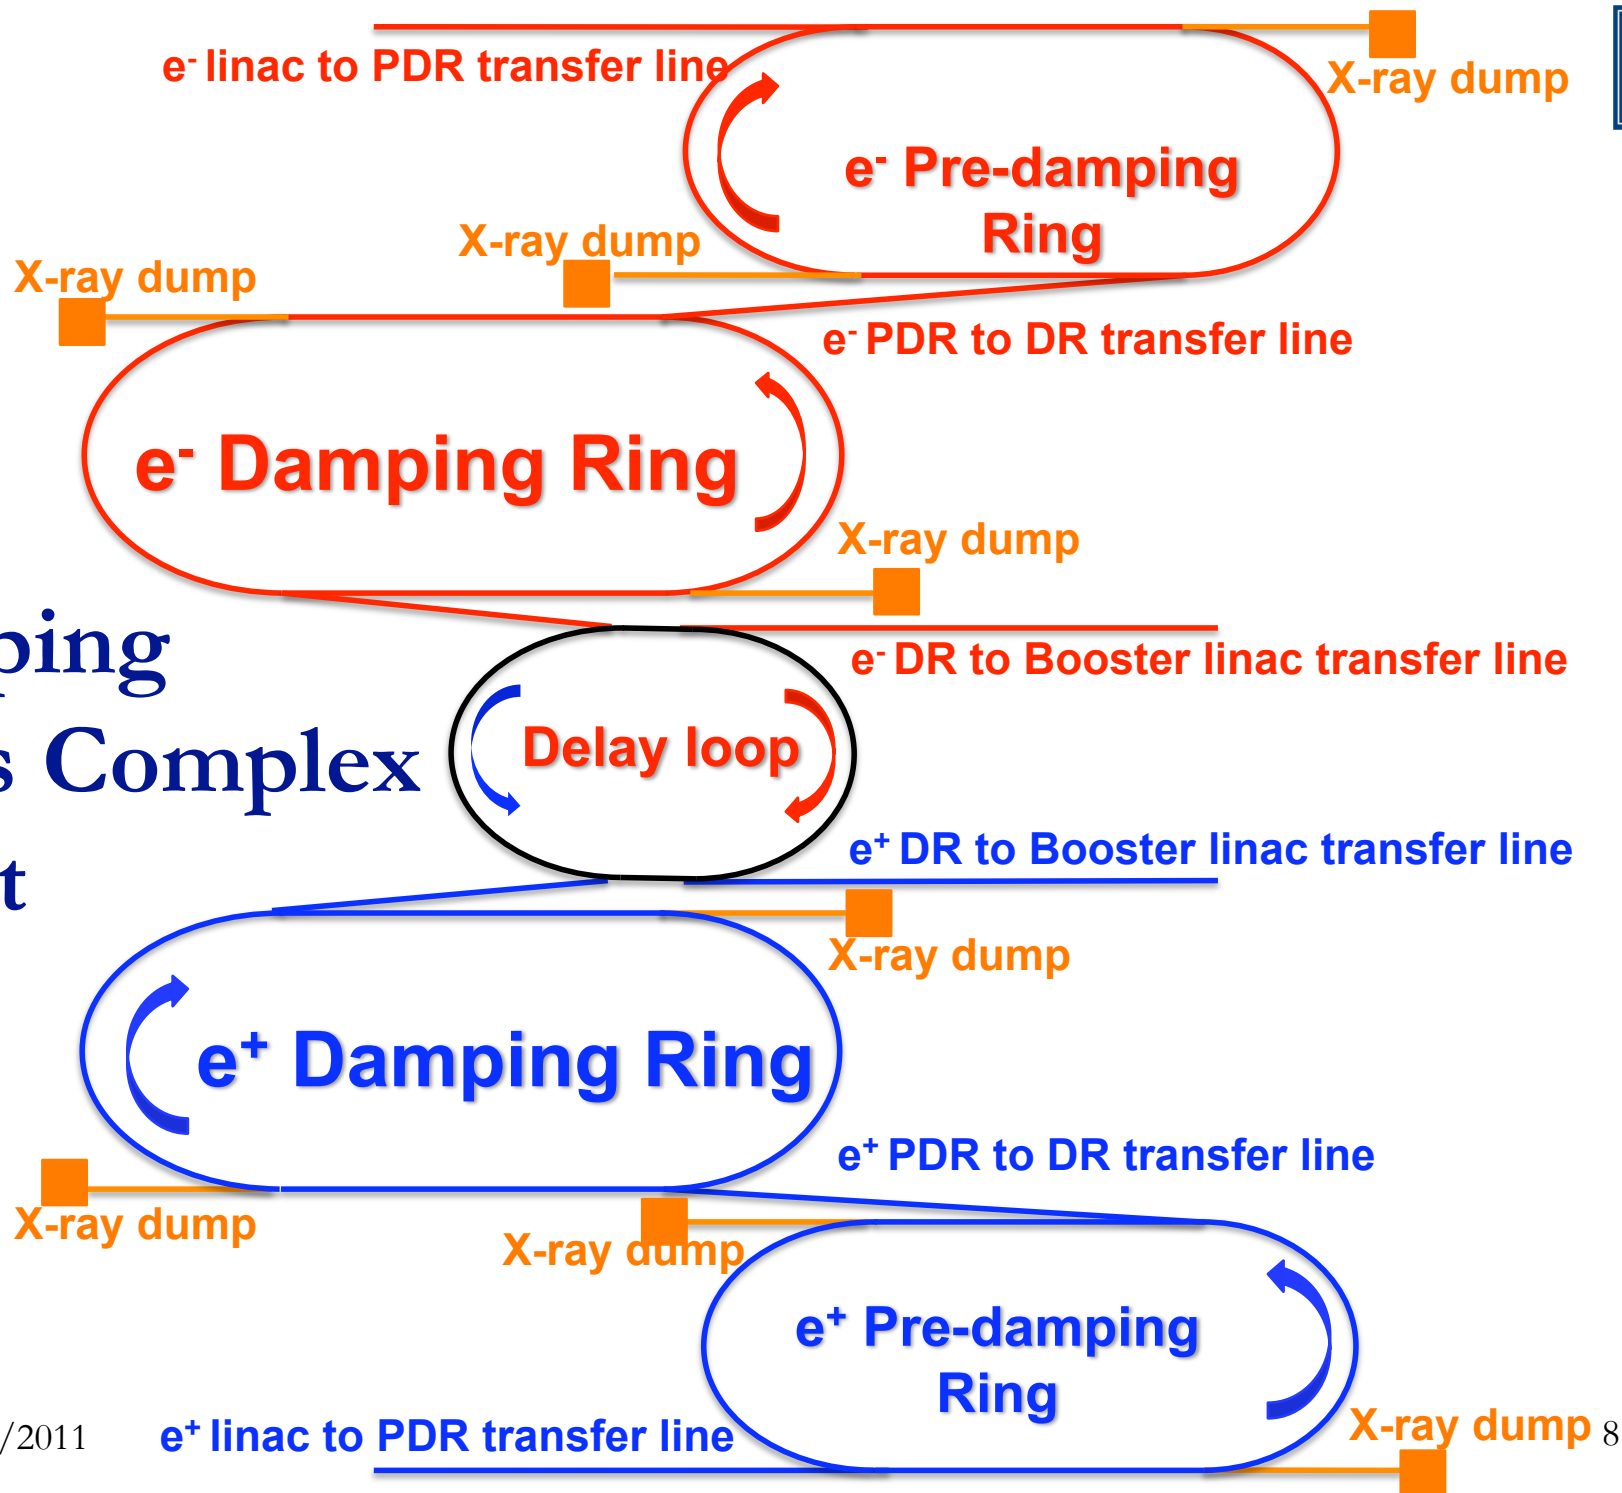 e- linac to PDR transfer line
X-ray dump
e- Pre-damping
Ring
X-ray dump
X-ray dump
e- PDR to DR transfer line
e- Damping Ring
X-ray dump
e- DR to Booster linac transfer line
ping
s Complex
t
Delay loop
e+ DR to Booster linac transfer line
X-ray dump
e+ Damping Ring
e+ PDR to DR transfer line
X-ray dump
X-ray dump
e+ Pre-damping
Ring
/2011
e+ linac to PDR transfer line
X-ray dump
8